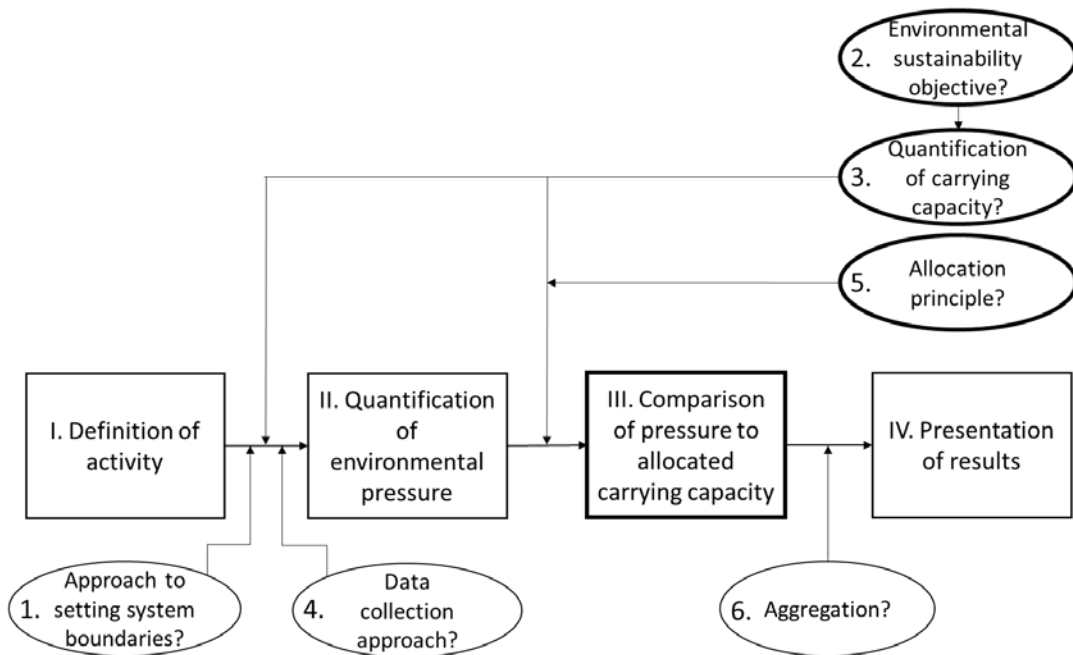 2.
Environmental
sustainability
objective?
3.
Quantification
of carrying
capacity?
5.
Allocation
principle?
I. Definition of
activity
II. Quantification
of
environmental
pressure
III. Comparison
of pressure to
allocated
carrying capacity
IV. Presentation
of results
1.
Approach to
setting system
boundaries?
4.
Data
collection
approach?
6. Aggregation?